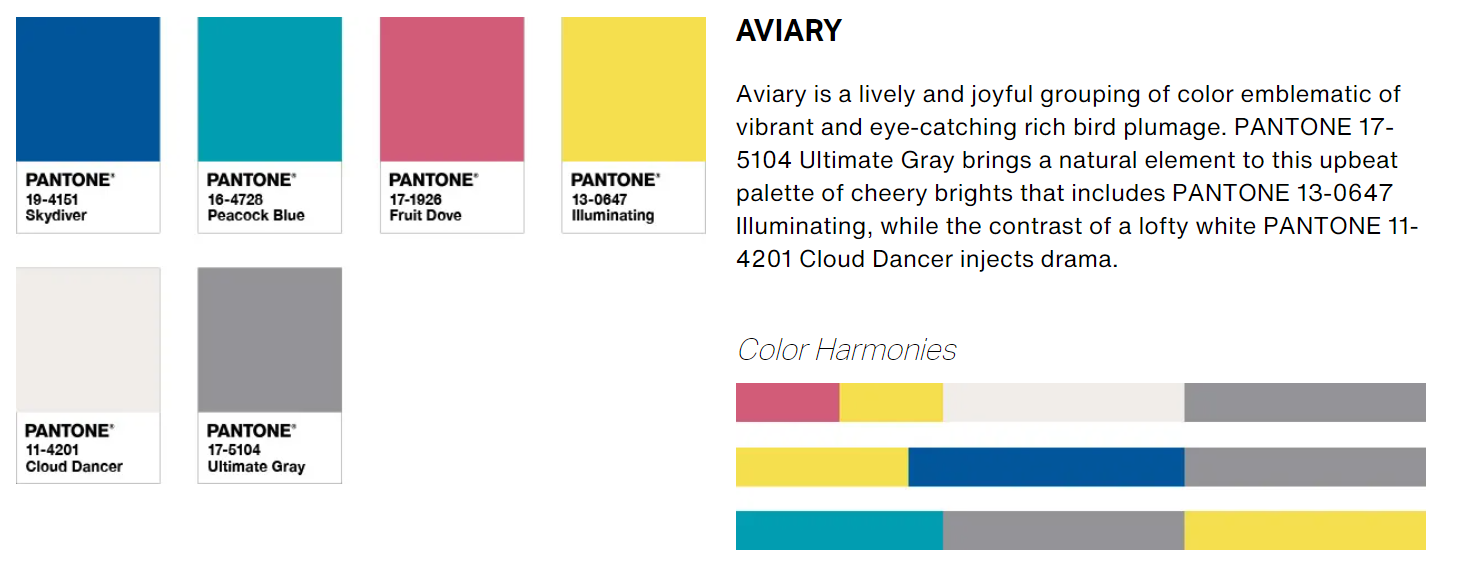 PANTONE®
19-4151
Skydiver
PANTONE®
16-4728
Peacock Blue
PANTONE®
17-1926
Fruit Dove
PANTONE®
13-0647
Illuminating
PANTONE®
11-4201
Cloud Dancer
PANTONE®
17-5104
Ultimate Gray
AVIARY
Aviary is a lively and joyful grouping of color emblematic of
vibrant and eye-catching rich bird plumage. PANTONE 17-
5104 Ultimate Gray brings a natural element to this upbeat
palette of cheery brights that includes PANTONE 13-0647
Illuminating, while the contrast of a lofty white PANTONE 11-
4201 Cloud Dancer injects drama.
Color Harmonies